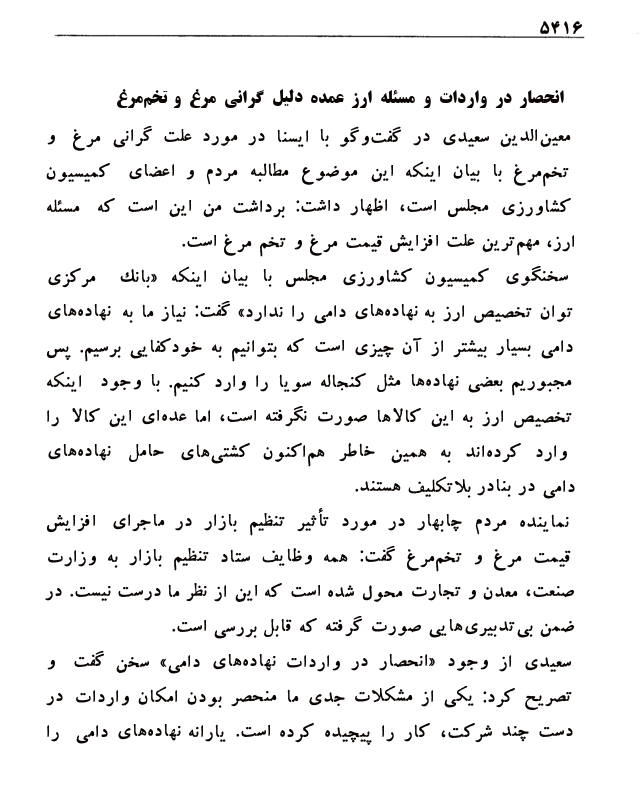 ۵۴۱۶
انحصار در واردات و مسئله ارز عمده دلیل گرانی مرغ و تخم‌مرغ
معین‌الدین سعیدی در گفت‌وگو با ایسنا در مورد علت گرانی مرغ و
تخم‌مرغ با بیان اینکه این موضوع مطالبه مردم و اعضای کمیسیون
کشاورزی مجلس است، اظهار داشت: برداشت من این است که مسئله
ارز، مهم‌ترین علت افزایش قیمت مرغ و تخم مرغ است.
سخنگوی کمیسیون کشاورزی مجلس با بیان اینکه «بانك مرکزی
توان تخصیص ارز به نهاده‌های دامی را ندارد» گفت: نیاز ما به نهاده‌های
دامی بسیار بیشتر از آن چیزی است که بتوانیم به خودکفایی برسیم. پس
مجبوریم بعضی نهاده‌ها مثل کنجاله سویا را وارد کنیم. با وجود اینکه
تخصیص ارز به این کالاها صورت نگرفته است، اما عده‌ای این کالا را
وارد کرده‌اند به همین خاطر هم‌اکنون کشتی‌های حامل نهاده‌های
دامی در بنادر بلاتکلیف هستند.
نماینده مردم چابهار در مورد تأثیر تنظیم بازار در ماجرای افزایش
قیمت مرغ و تخم‌مرغ گفت: همه وظایف ستاد تنظیم بازار به وزارت
صنعت، معدن و تجارت محول شده است که این از نظر ما درست نیست. در
ضمن بی‌تدبیری‌هایی صورت گرفته که قابل بررسی است.
سعیدی از وجود «انحصار در واردات نهاده‌های دامی» سخن گفت و
تصریح کرد: یکی از مشکلات جدی ما منحصر بودن امکان واردات در
دست چند شرکت، کار را پیچیده کرده است. یارانه نهاده‌های دامی را